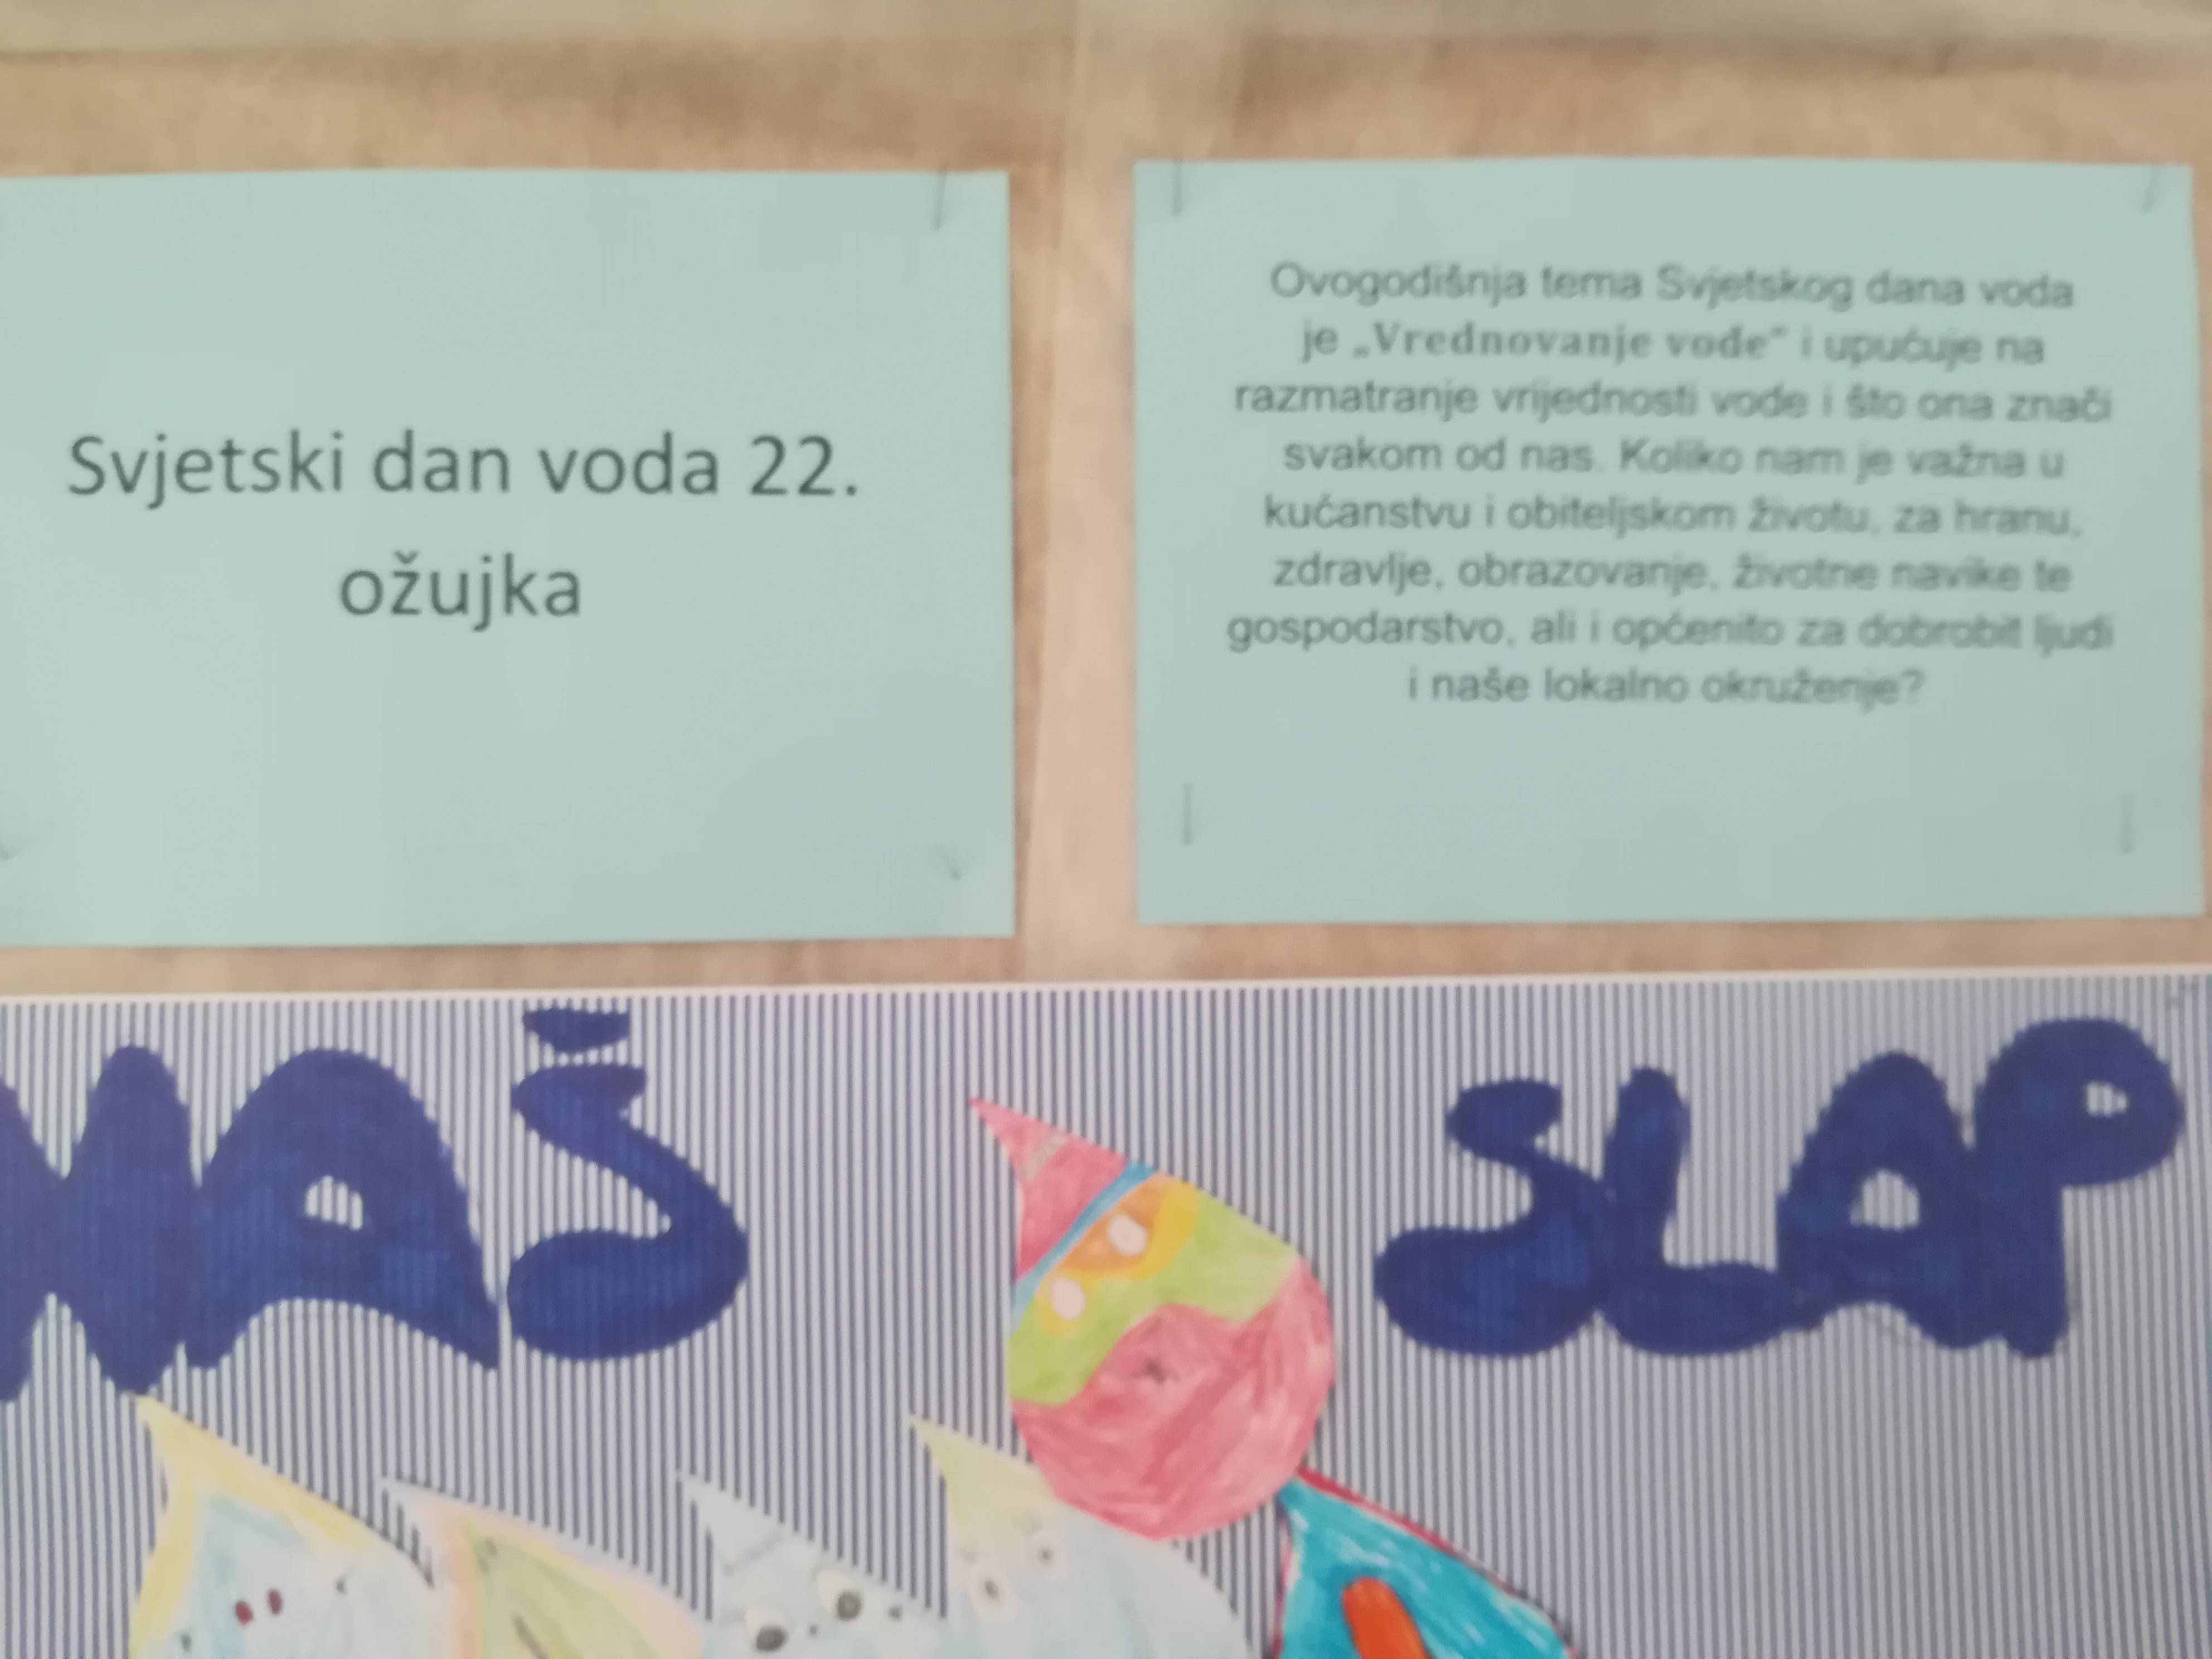 Svjetski dan voda 22.
ožujka
Ovogodišnja tema Svjetskog dana voda
je „Vrednovanje vode“ i upućuje na
razmatranje vrijednosti vode i što ona znači
svakom od nas. Koliko nam je važna u
kućanstvu i obiteljskom životu, za hranu,
zdravlje, obrazovanje, životne navike te
gospodarstvo, ali i općenito za dobrobit ljudi
i naše lokalno okruženje?
NAŠ SLAP